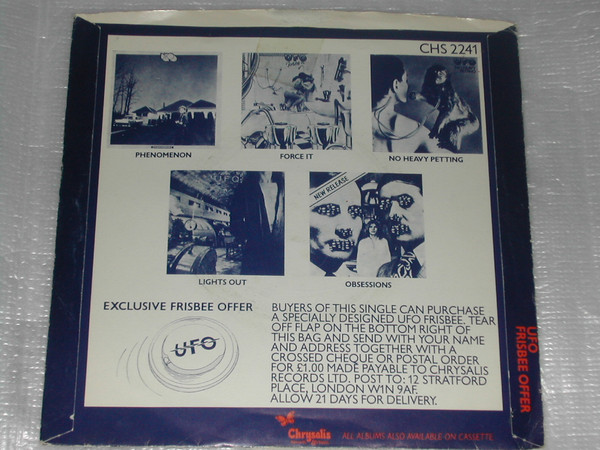 CHS 2241
PHENOMENON
FORCE IT
NO HEAVY PETTING
UFO
NEW RELEASE
LIGHTS OUT
OBSESSIONS
EXCLUSIVE FRISBEE OFFER
UFO
BUYERS OF THIS SINGLE CAN PURCHASE
A SPECIALLY DESIGNED UFO FRISBEE. TEAR
OFF FLAP ON THE BOTTOM RIGHT OF
THIS BAG AND SEND WITH YOUR NAME
AND ADDRESS TOGETHER WITH A
CROSSED CHEQUE OR POSTAL ORDER
FOR £1.00 MADE PAYABLE TO CHRYSALIS
RECORDS LTD. POST TO: 12 STRATFORD
PLACE, LONDON W1N 9AF.
ALLOW 21 DAYS FOR DELIVERY.
UFO
FRISBEE OFFER
Chrysalis
ALL ALBUMS ALSO AVAILABLE ON CASSETTE